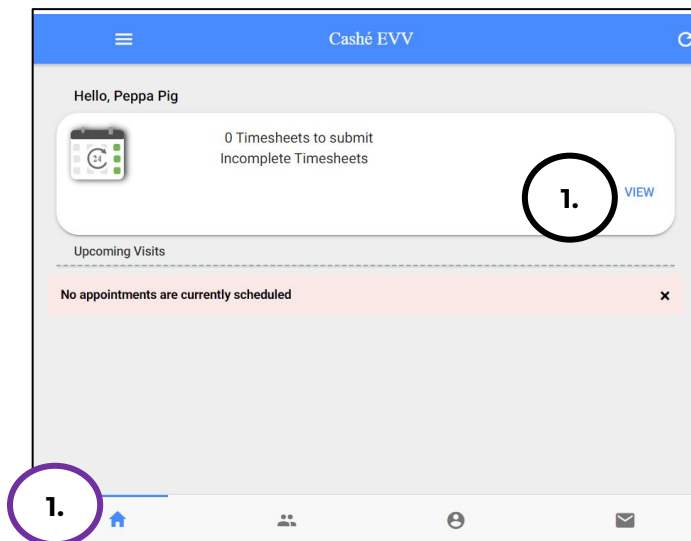 Cashé EVV
Hello, Peppa Pig
24
0 Timesheets to submit
Incomplete Timesheets
1.
VIEW
Upcoming Visits
No appointments are currently scheduled
1.